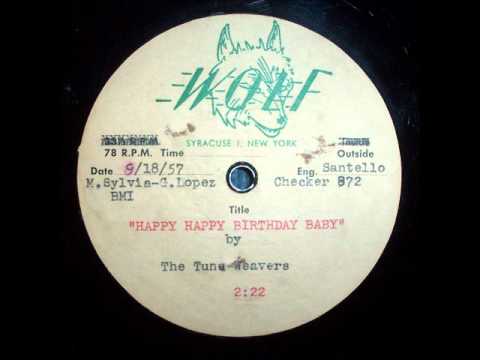 WOLF
SYRACUSE 1, NEW YORK
78 R.P.M. Time Outside
Date 9/18/57 Eng. Santello
M.Sylvia-G.Lopez Checker 872
BMI
Title
"HAPPY HAPPY BIRTHDAY BABY"
by
The Tune Weavers
2:22